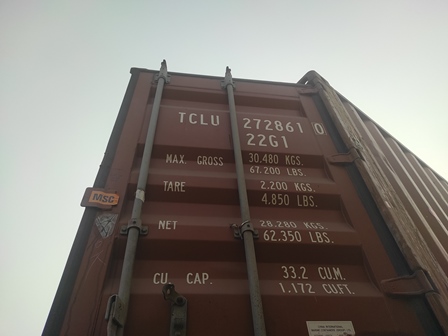 TCLU 272861 0
22G1
MAX. GROSS 30.480 KGS.
67.200 LBS.
TARE 2.200 KGS.
4.850 LBS.
MSC
NET 28.280 KGS.
62.350 LBS.
CU. CAP. 33.2 CU.M.
1.172 CU.FT.